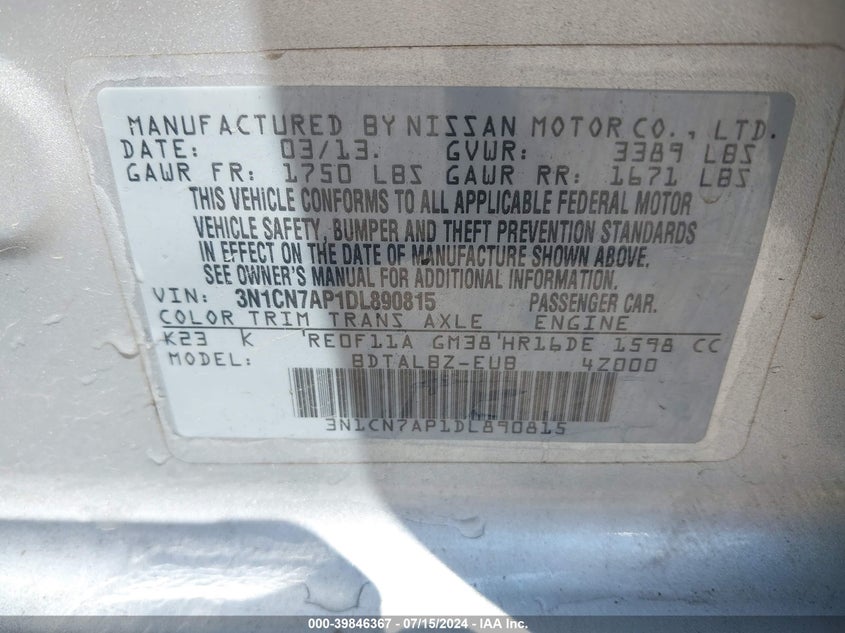 MANUFACTURED BY NISSAN MOTOR CO., LTD.
DATE: 03/13. GVWR: 3389 LBS
GAWR FR: 1750 LBS GAWR RR: 1671 LBS
THIS VEHICLE CONFORMS TO ALL APPLICABLE FEDERAL MOTOR
VEHICLE SAFETY, BUMPER AND THEFT PREVENTION STANDARDS
IN EFFECT ON THE DATE OF MANUFACTURE SHOWN ABOVE.
SEE OWNER'S MANUAL FOR ADDITIONAL INFORMATION.
VIN: 3N1CN7AP1DL890815 PASSENGER CAR.
COLOR TRIM TRANS AXLE ENGINE
K23 K RE0F11A GM38 HR16DE 1598 CC
MODEL: BDTALBZ-EUB 4Z000
3N1CN7AP1DL890815
000-39846367 - 07/15/2024 - IAA Inc.